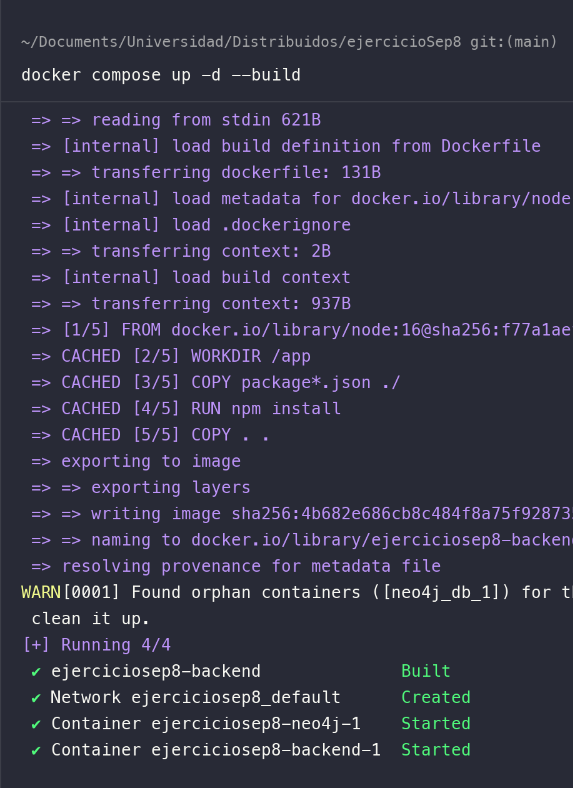 ~/Documents/Universidad/Distribuidos/ejercicioSep8 git:(main)
docker compose up -d --build
=> => reading from stdin 621B
=> [internal] load build definition from Dockerfile
=> => transferring dockerfile: 131B
=> [internal] load metadata for docker.io/library/node
=> [internal] load .dockerignore
=> => transferring context: 2B
=> [internal] load build context
=> => transferring context: 937B
=> [1/5] FROM docker.io/library/node:16@sha256:f77a1ae
=> CACHED [2/5] WORKDIR /app
=> CACHED [3/5] COPY package*.json ./
=> CACHED [4/5] RUN npm install
=> CACHED [5/5] COPY . .
=> exporting to image
=> => exporting layers
=> => writing image sha256:4b682e686cb8c484f8a75f92873
=> => naming to docker.io/library/ejerciciosep8-backen
=> resolving provenance for metadata file
WARN[0001] Found orphan containers ([neo4j_db_1]) for
clean it up.
[+] Running 4/4
✔ ejerciciosep8-backend Built
✔ Network ejerciciosep8_default Created
✔ Container ejerciciosep8-neo4j-1 Started
✔ Container ejerciciosep8-backend-1 Started